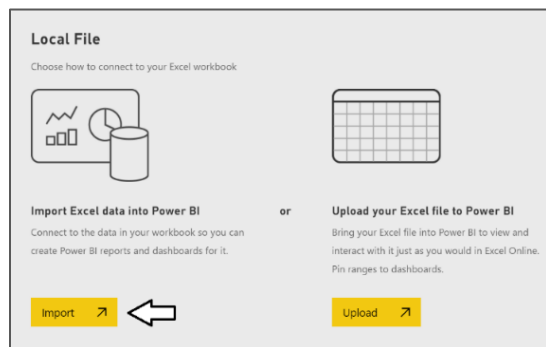 Local File
Choose how to connect to your Excel workbook
Import Excel data into Power BI
Connect to the data in your workbook so you can
create Power BI reports and dashboards for it.
Import
or
Upload your Excel file to Power BI
Bring your Excel file into Power BI to view and
interact with it just as you would in Excel Online.
Pin ranges to dashboards.
Upload